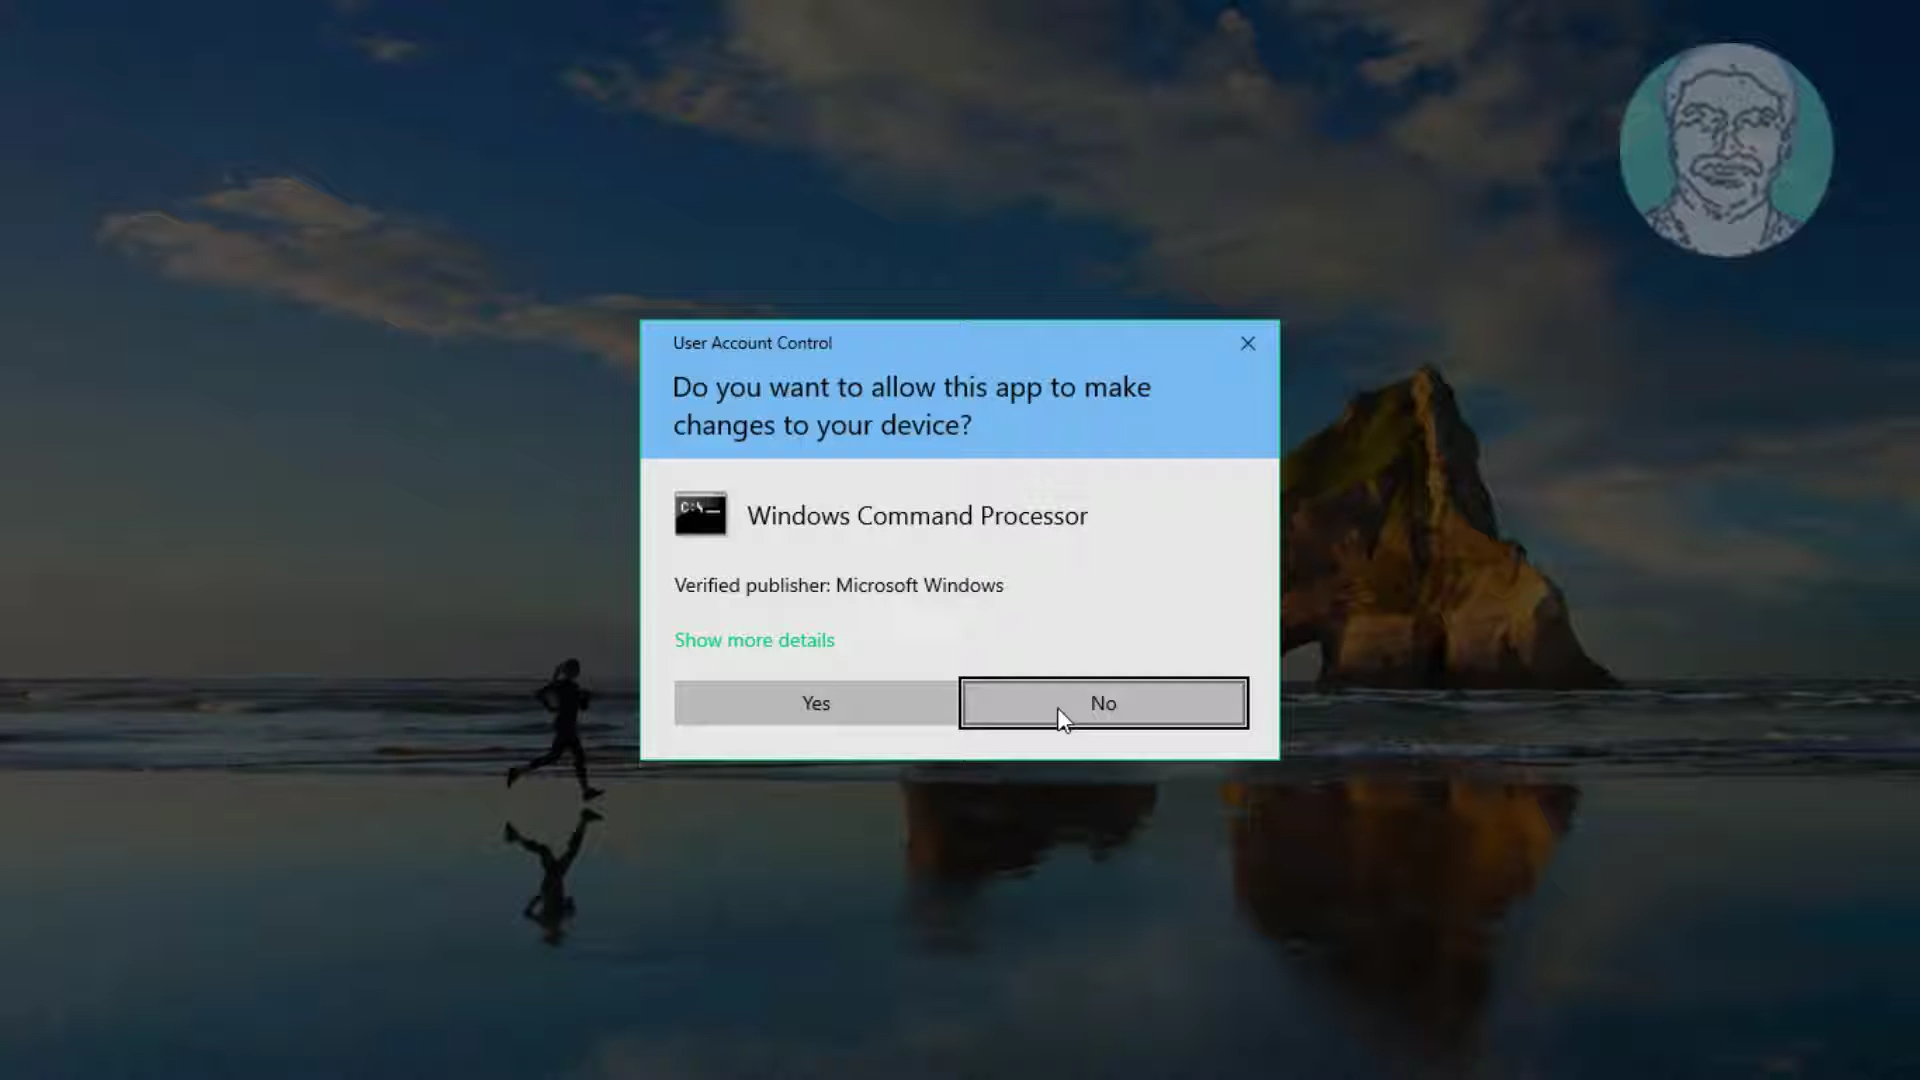 User Account Control
Do you want to allow this app to make
changes to your device?
C:\_
Windows Command Processor
Verified publisher: Microsoft Windows
Show more details
Yes
No